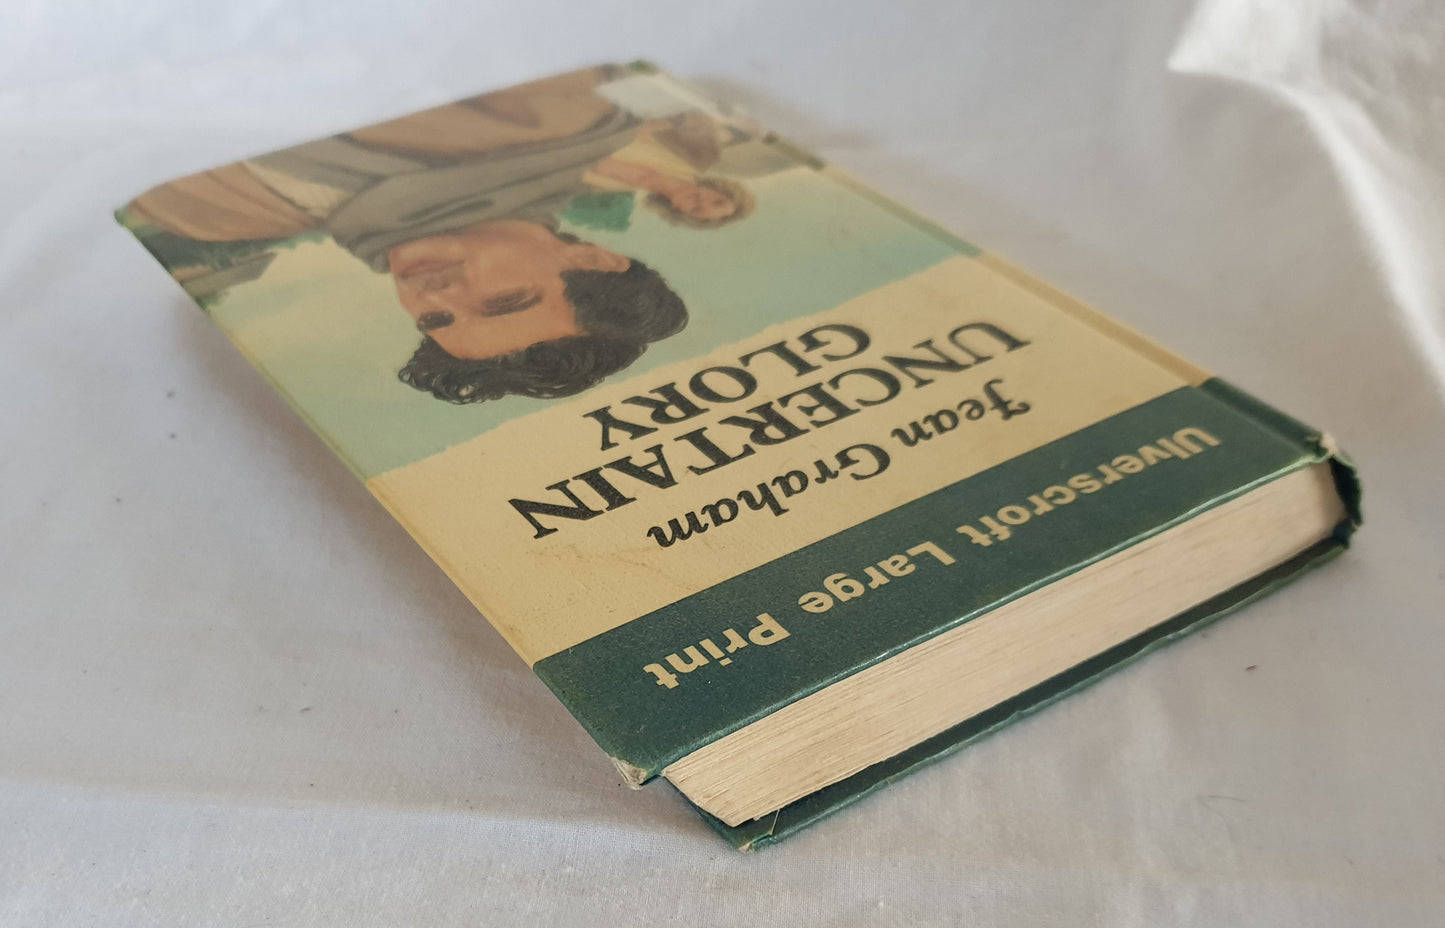 Ulverscroft Large Print
Jean Graham
UNCERTAIN
GLORY